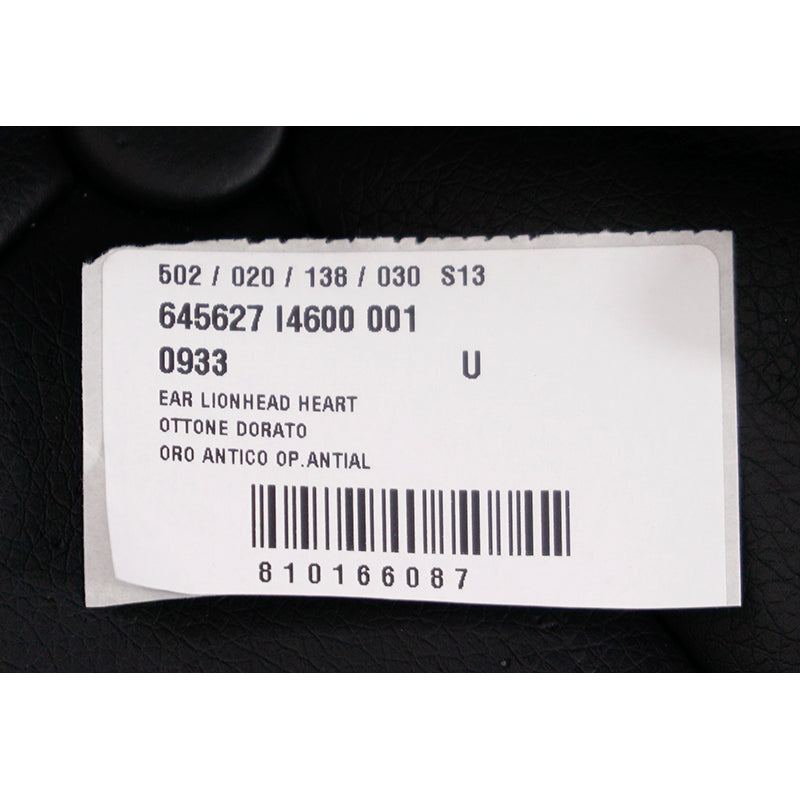 502 / 020 / 138 / 030 S13
645627 I4600 001
0933 U
EAR LIONHEAD HEART
OTTONE DORATO
ORO ANTICO OP.ANTIAL
810166087